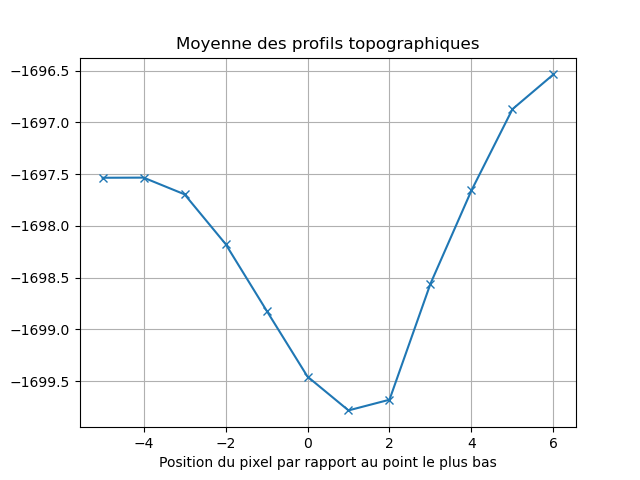 Moyenne des profils topographiques
−1696.5
−1697.0
−1697.5
−1698.0
−1698.5
−1699.0
−1699.5
−4 −2 0 2 4 6
Position du pixel par rapport au point le plus bas